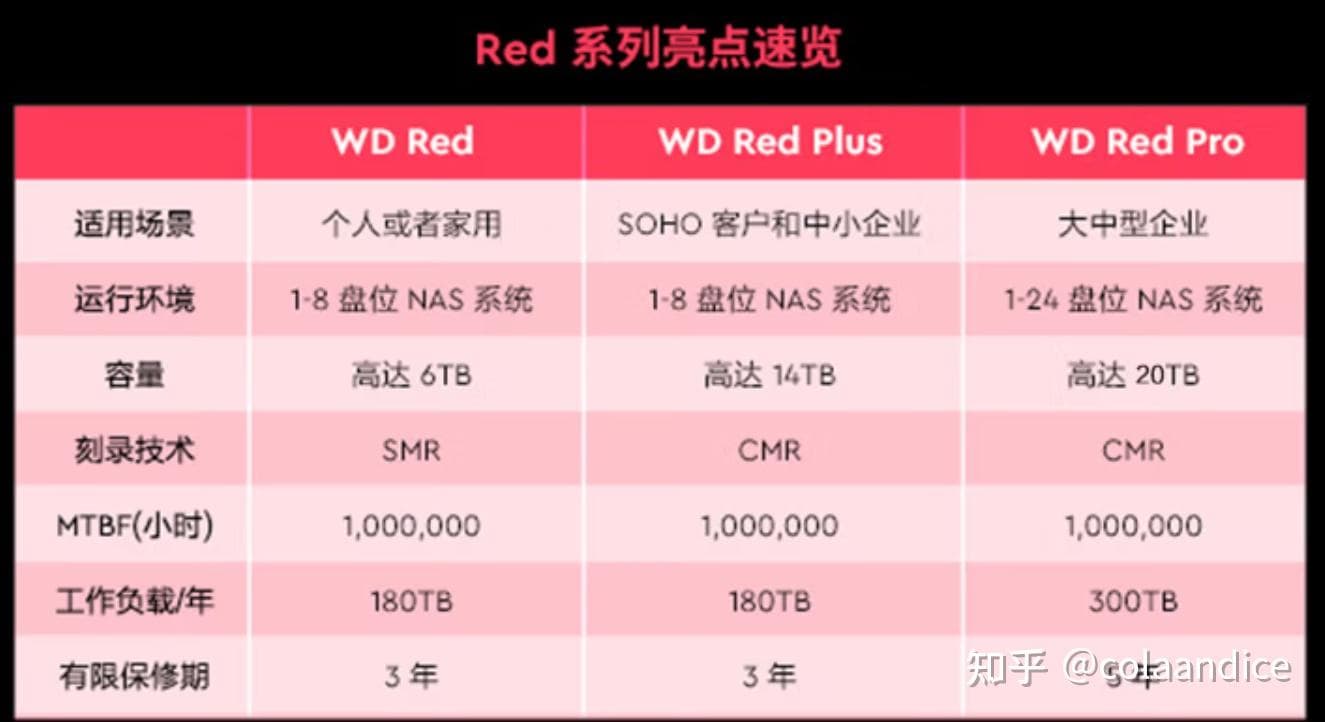 Red 系列亮点速览
WD Red WD Red Plus WD Red Pro
适用场景 个人或者家用 SOHO 客户和中小企业 大中型企业
运行环境 1-8 盘位 NAS 系统 1-8 盘位 NAS 系统 1-24 盘位 NAS 系统
容量 高达 6TB 高达 14TB 高达 20TB
刻录技术 SMR CMR CMR
MTBF(小时) 1,000,000 1,000,000 1,000,000
工作负载/年 180TB 180TB 300TB
有限保修期 3 年 3 年 5 年
知乎 @colaandice